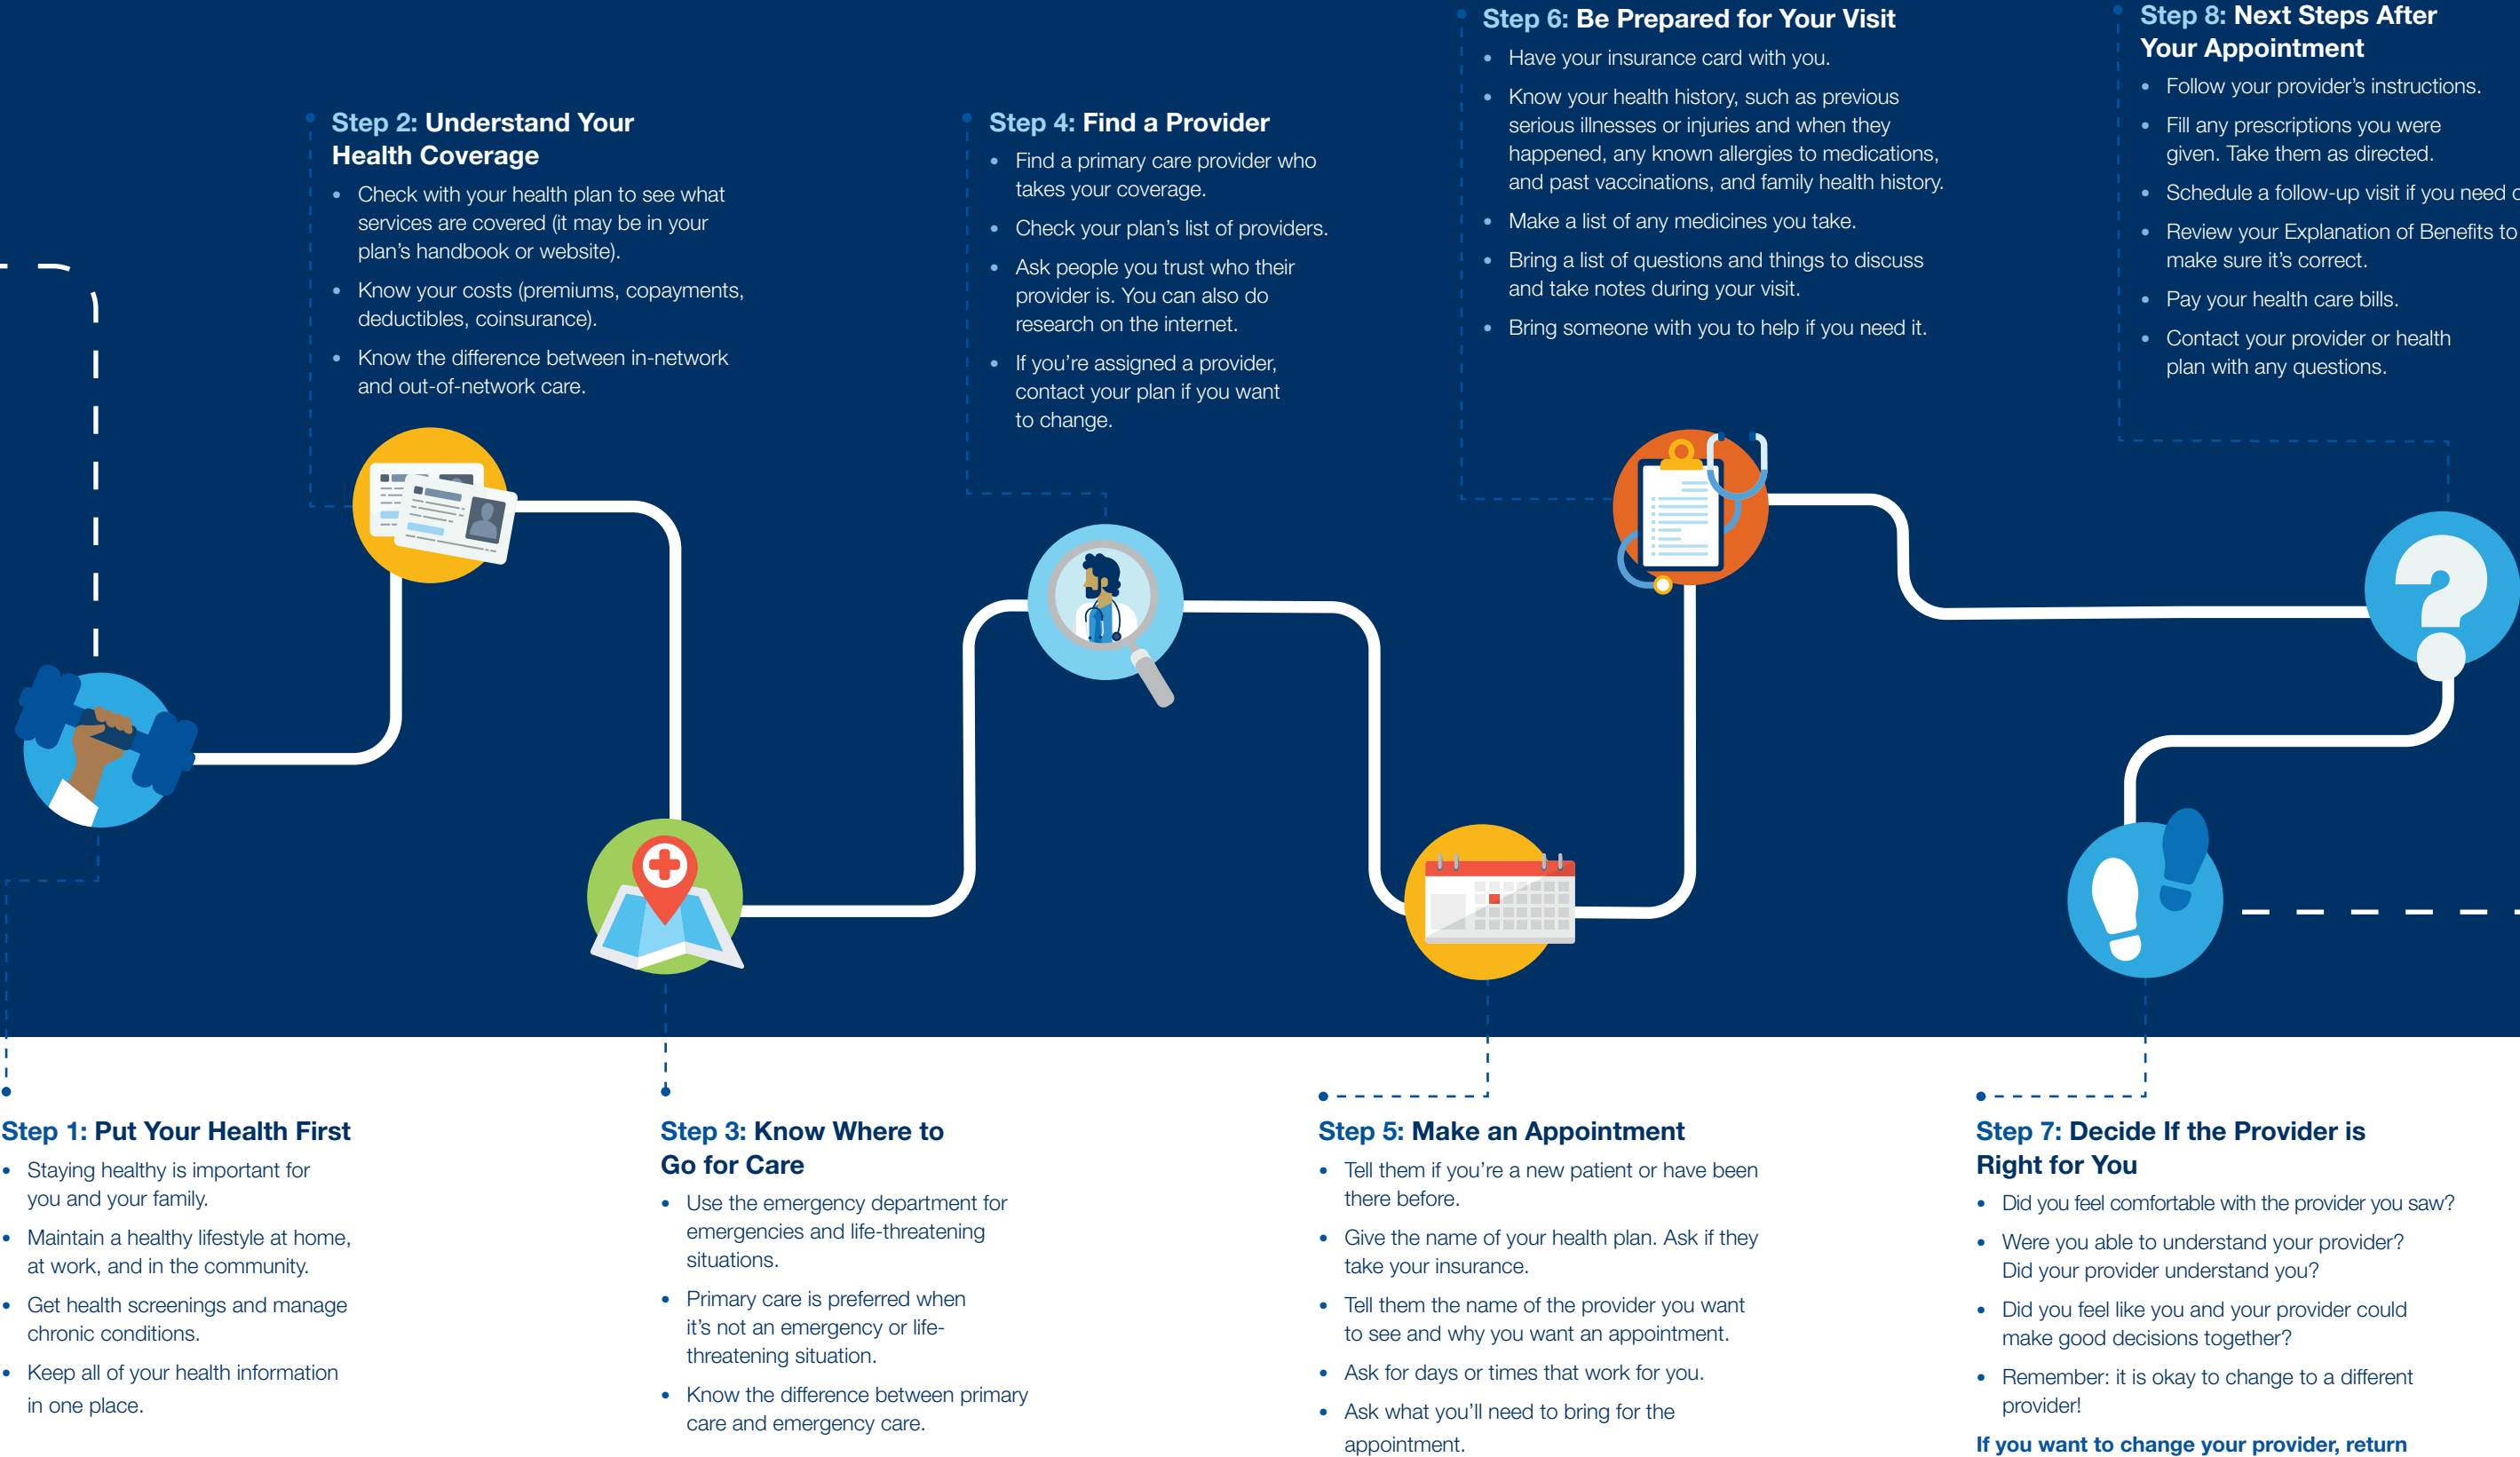 Step 1: Put Your Health First
• Staying healthy is important for
you and your family.
• Maintain a healthy lifestyle at home,
at work, and in the community.
• Get health screenings and manage
chronic conditions.
• Keep all of your health information
in one place.
Step 2: Understand Your
Health Coverage
• Check with your health plan to see what
services are covered (it may be in your
plan’s handbook or website).
• Know your costs (premiums, copayments,
deductibles, coinsurance).
• Know the difference between in-network
and out-of-network care.
Step 3: Know Where to
Go for Care
• Use the emergency department for
emergencies and life-threatening
situations.
• Primary care is preferred when
it’s not an emergency or life-
threatening situation.
• Know the difference between primary
care and emergency care.
Step 4: Find a Provider
• Find a primary care provider who
takes your coverage.
• Check your plan’s list of providers.
• Ask people you trust who their
provider is. You can also do
research on the internet.
• If you’re assigned a provider,
contact your plan if you want
to change.
Step 5: Make an Appointment
• Tell them if you’re a new patient or have been
there before.
• Give the name of your health plan. Ask if they
take your insurance.
• Tell them the name of the provider you want
to see and why you want an appointment.
• Ask for days or times that work for you.
• Ask what you’ll need to bring for the
appointment.
Step 6: Be Prepared for Your Visit
• Have your insurance card with you.
• Know your health history, such as previous
serious illnesses or injuries and when they
happened, any known allergies to medications,
and past vaccinations, and family health history.
• Make a list of any medicines you take.
• Bring a list of questions and things to discuss
and take notes during your visit.
• Bring someone with you to help if you need it.
Step 7: Decide If the Provider is
Right for You
• Did you feel comfortable with the provider you saw?
• Were you able to understand your provider?
Did your provider understand you?
• Did you feel like you and your provider could
make good decisions together?
• Remember: it is okay to change to a different
provider!
If you want to change your provider, return
Step 8: Next Steps After
Your Appointment
• Follow your provider’s instructions.
• Fill any prescriptions you were
given. Take them as directed.
• Schedule a follow-up visit if you need
• Review your Explanation of Benefits to
make sure it’s correct.
• Pay your health care bills.
• Contact your provider or health
plan with any questions.